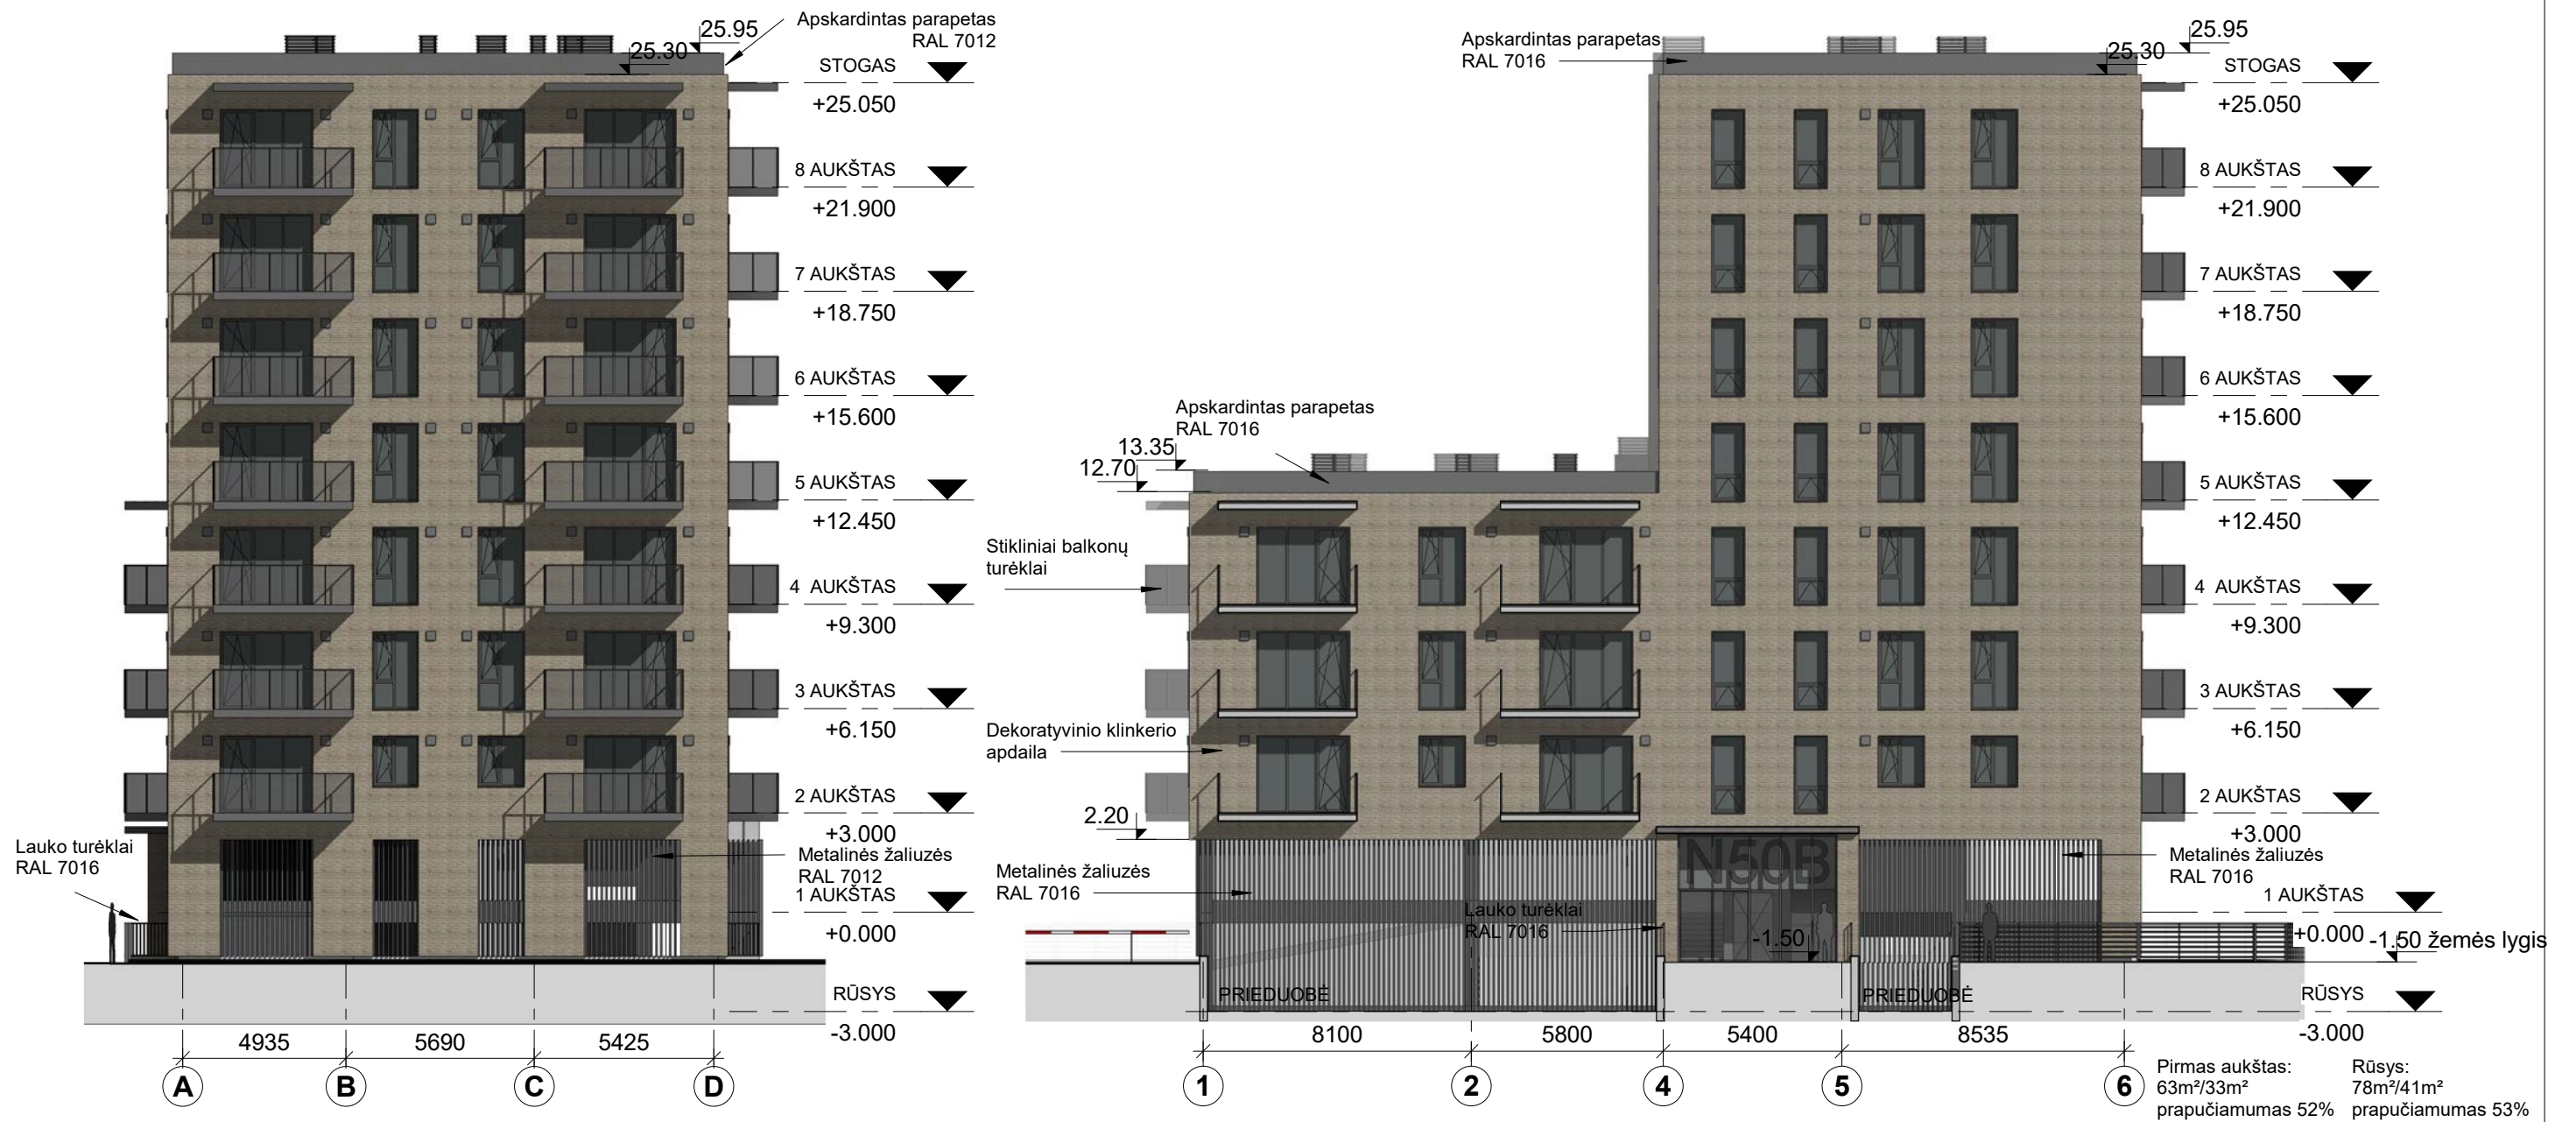 Apskardintas parapetas
RAL 7012
25.95
25.30
STOGAS
+25.050
8 AUKŠTAS
+21.900
7 AUKŠTAS
+18.750
6 AUKŠTAS
+15.600
5 AUKŠTAS
+12.450
4 AUKŠTAS
+9.300
3 AUKŠTAS
+6.150
2 AUKŠTAS
+3.000
Metalinės žaliuzės
RAL 7012
1 AUKŠTAS
+0.000
RŪSYS
-3.000
Lauko turėklai
RAL 7016
4935
5690
5425
A
B
C
D
Apskardintas parapetas
RAL 7016
25.95
25.30
STOGAS
+25.050
8 AUKŠTAS
+21.900
7 AUKŠTAS
+18.750
6 AUKŠTAS
+15.600
5 AUKŠTAS
+12.450
4 AUKŠTAS
+9.300
3 AUKŠTAS
+6.150
2 AUKŠTAS
+3.000
Metalinės žaliuzės
RAL 7016
1 AUKŠTAS
+0.000
-1.50 žemės lygis
RŪSYS
-3.000
Apskardintas parapetas
RAL 7016
13.35
12.70
Stikliniai balkonų
turėklai
Dekoratyvinio klinkerio
apdaila
2.20
Metalinės žaliuzės
RAL 7016
N50B
Lauko turėklai
RAL 7016
-1.50
PRIEDUOBĖ
PRIEDUOBĖ
8100
5800
5400
8535
1
2
4
5
6
Pirmas aukštas:
63m²/33m²
prapučiamumas 52%
Rūsys:
78m²/41m²
prapučiamumas 53%